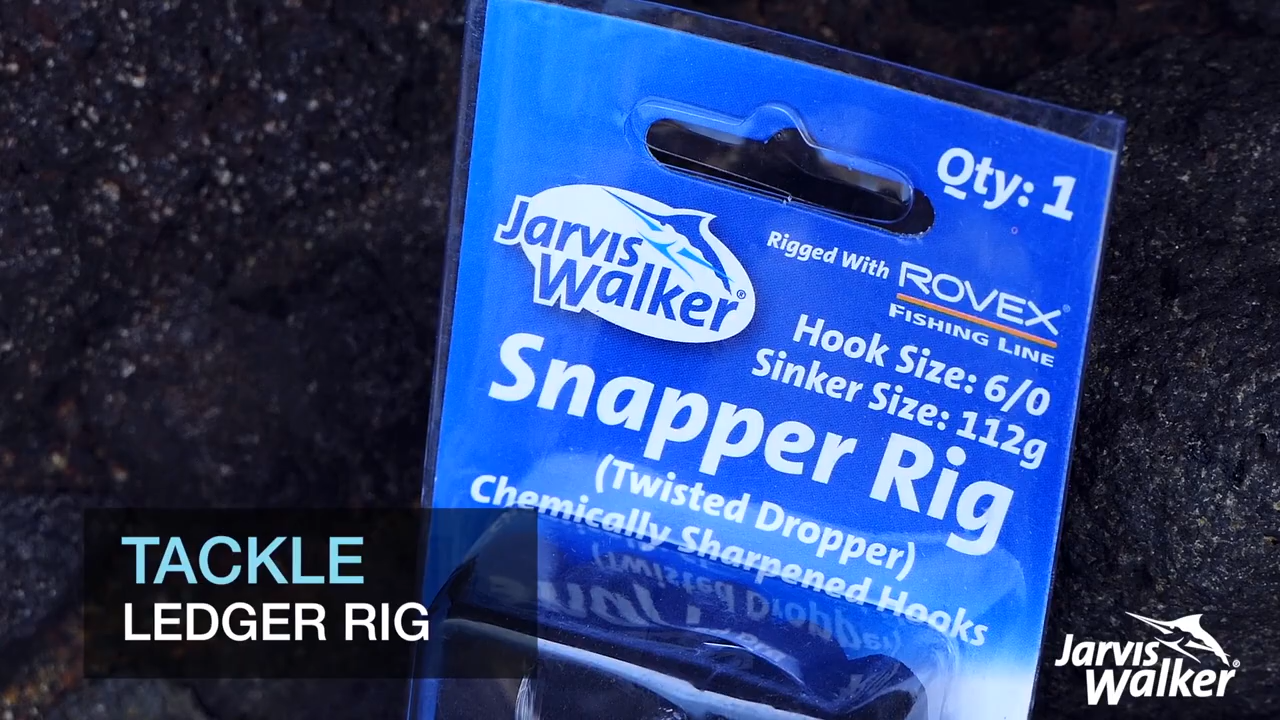 Qty: 1
Jarvis
Walker®
Rigged With ROVEX®
FISHING LINE
Hook Size: 6/0
Sinker Size: 112g
Snapper Rig
(Twisted Dropper)
Chemically Sharpened Hooks
TACKLE
LEDGER RIG
Jarvis
Walker®